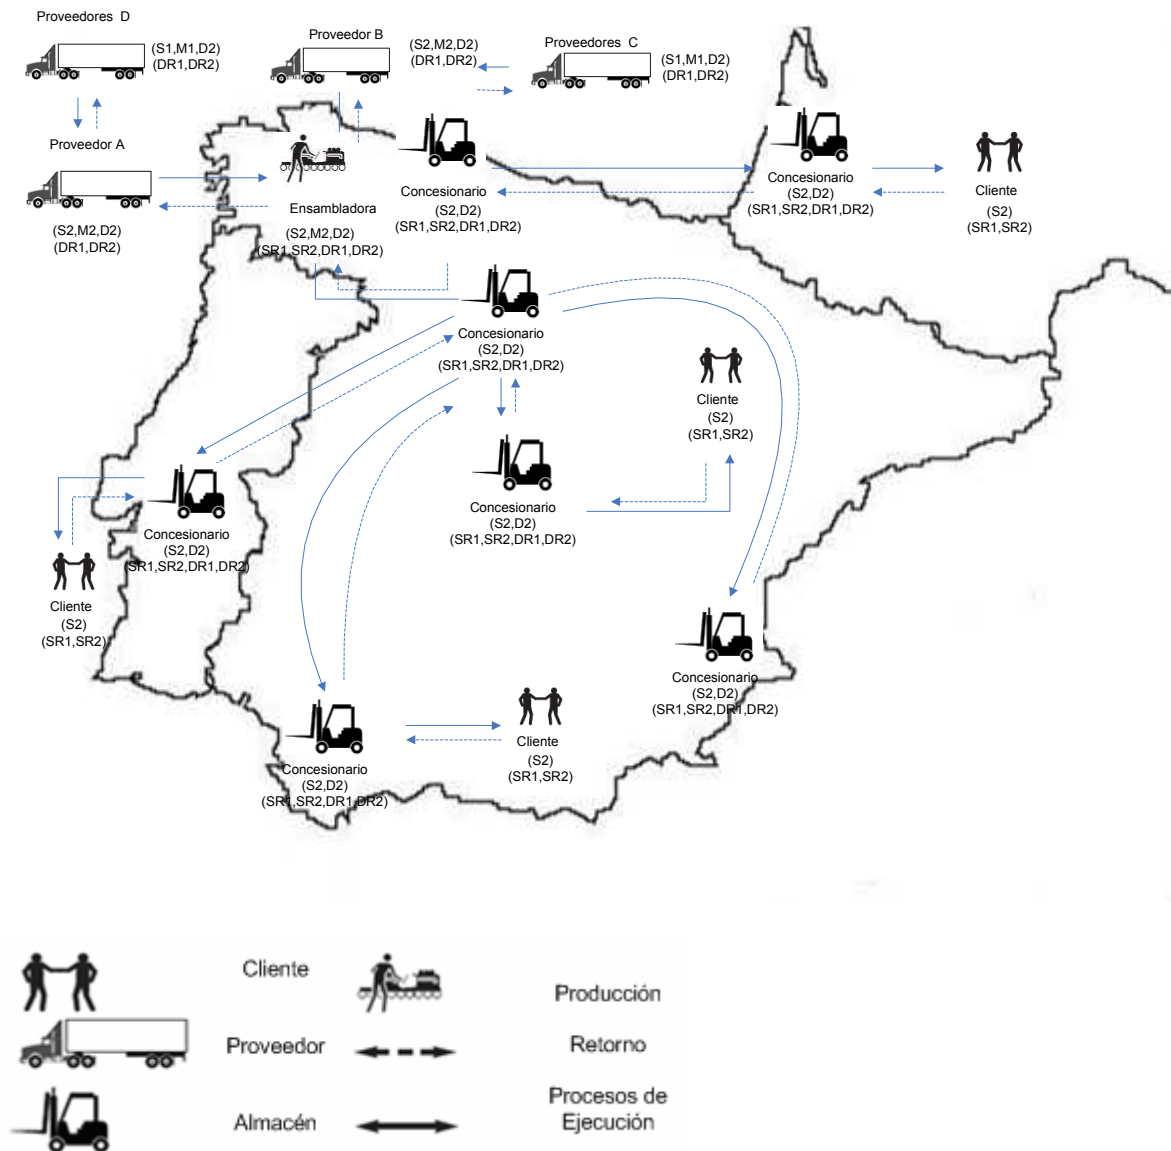 Proveedores D
(S1,M1,D2)
(DR1,DR2)
Proveedor B
(S2,M2,D2)
(DR1,DR2)
Proveedores C
(S1,M1,D2)
(DR1,DR2)
Proveedor A
(S2,M2,D2)
(DR1,DR2)
Ensambladora
(S2,M2,D2)
(SR1,SR2,DR1,DR2)
Concesionario
(S2,D2)
(SR1,SR2,DR1,DR2)
Concesionario
(S2,D2)
(SR1,SR2,DR1,DR2)
Cliente
(S2)
(SR1,SR2)
Concesionario
(S2,D2)
(SR1,SR2,DR1,DR2)
Cliente
(S2)
(SR1,SR2)
Concesionario
(S2,D2)
(SR1,SR2,DR1,DR2)
Concesionario
(S2,D2)
(SR1,SR2,DR1,DR2)
Cliente
(S2)
(SR1,SR2)
Concesionario
(S2,D2)
(SR1,SR2,DR1,DR2)
Cliente
(S2)
(SR1,SR2)
Concesionario
(S2,D2)
(SR1,SR2,DR1,DR2)
Cliente
Producción
Proveedor
Retorno
Almacén
Procesos de
Ejecución